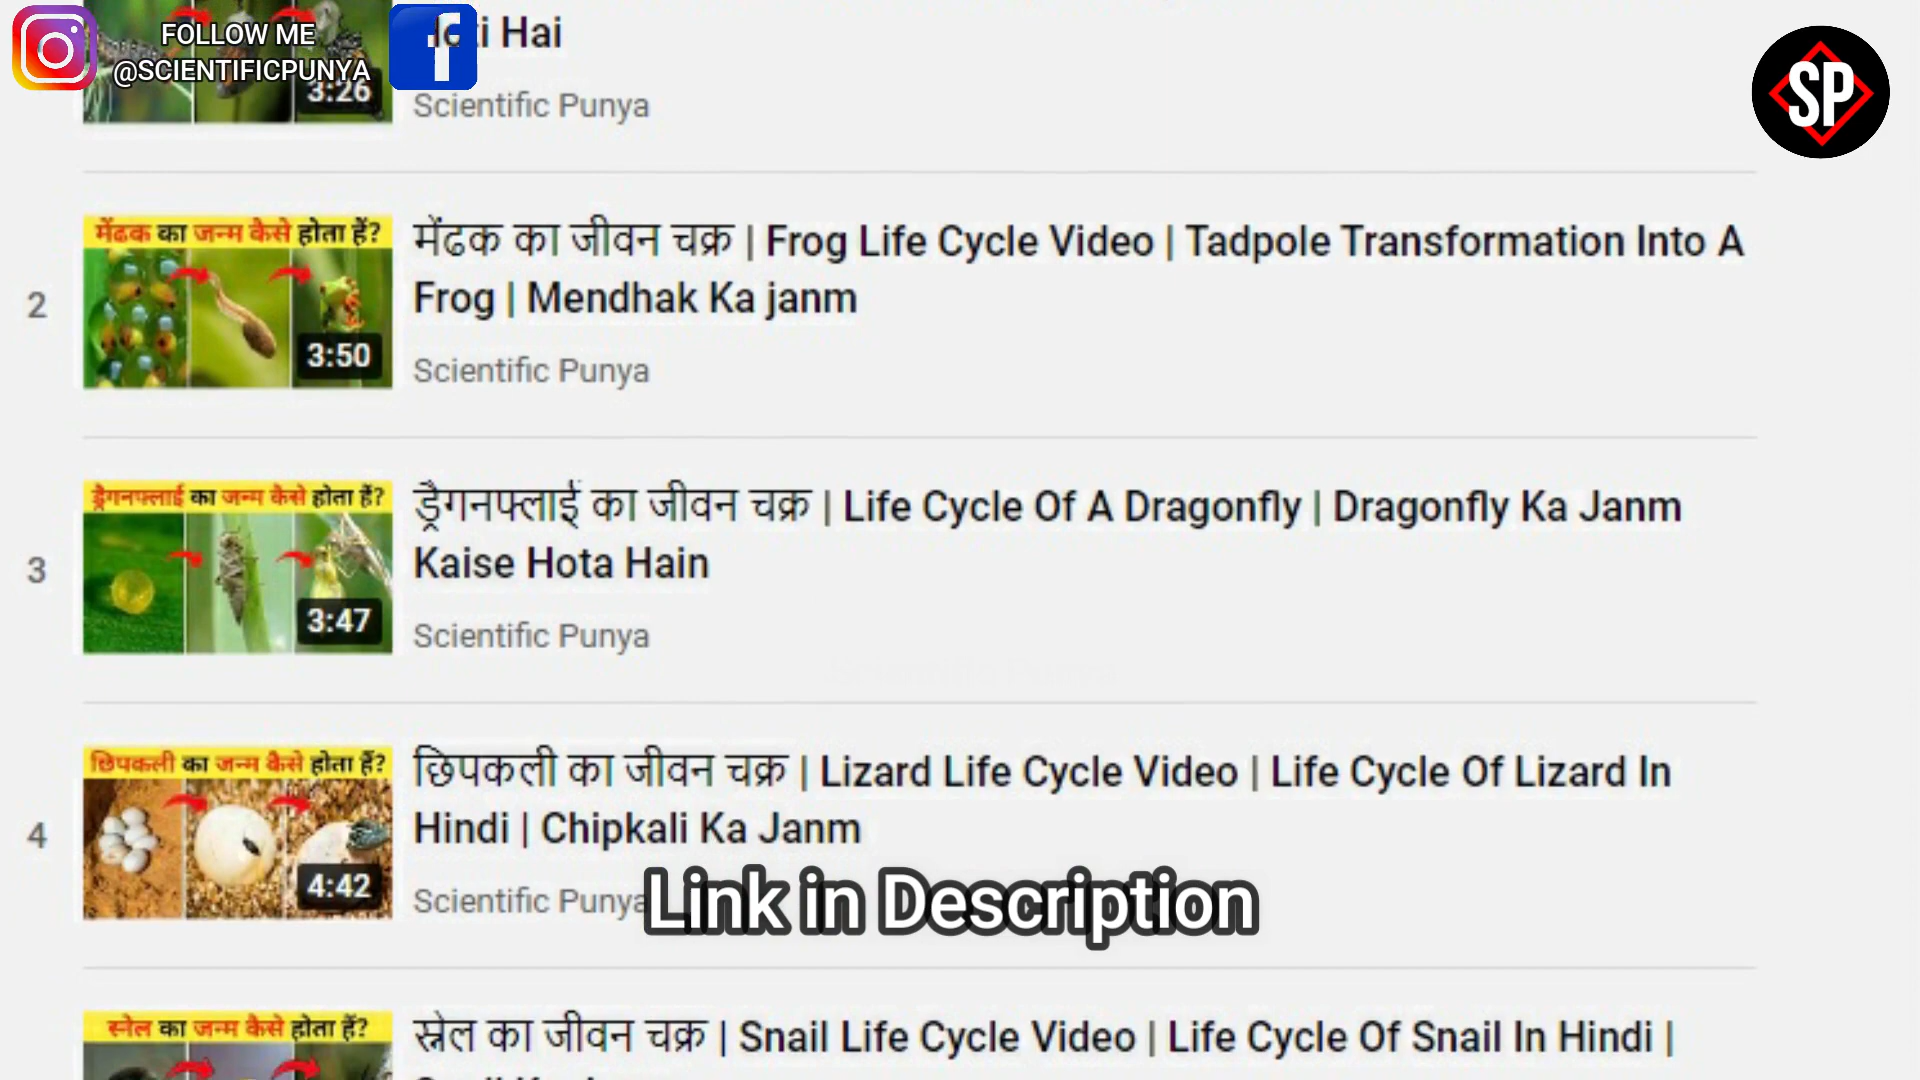 FOLLOW ME
@SCIENTIFICPUNYA
Hai
3:26
Scientific Punya
SP
2
मेंढक का जन्म कैसे होता हैं?
3:50
मेंढक का जीवन चक्र | Frog Life Cycle Video | Tadpole Transformation Into A
Frog | Mendhak Ka janm
Scientific Punya
3
ड्रैगनफ्लाई का जन्म कैसे होता हैं?
3:47
ड्रैगनफ्लाई का जीवन चक्र | Life Cycle Of A Dragonfly | Dragonfly Ka Janm
Kaise Hota Hain
Scientific Punya
4
छिपकली का जन्म कैसे होता हैं?
4:42
छिपकली का जीवन चक्र | Lizard Life Cycle Video | Life Cycle Of Lizard In
Hindi | Chipkali Ka Janm
Scientific Punya
Link in Description
स्नेल का जन्म कैसे होता हैं?
स्नेल का जीवन चक्र | Snail Life Cycle Video | Life Cycle Of Snail In Hindi |